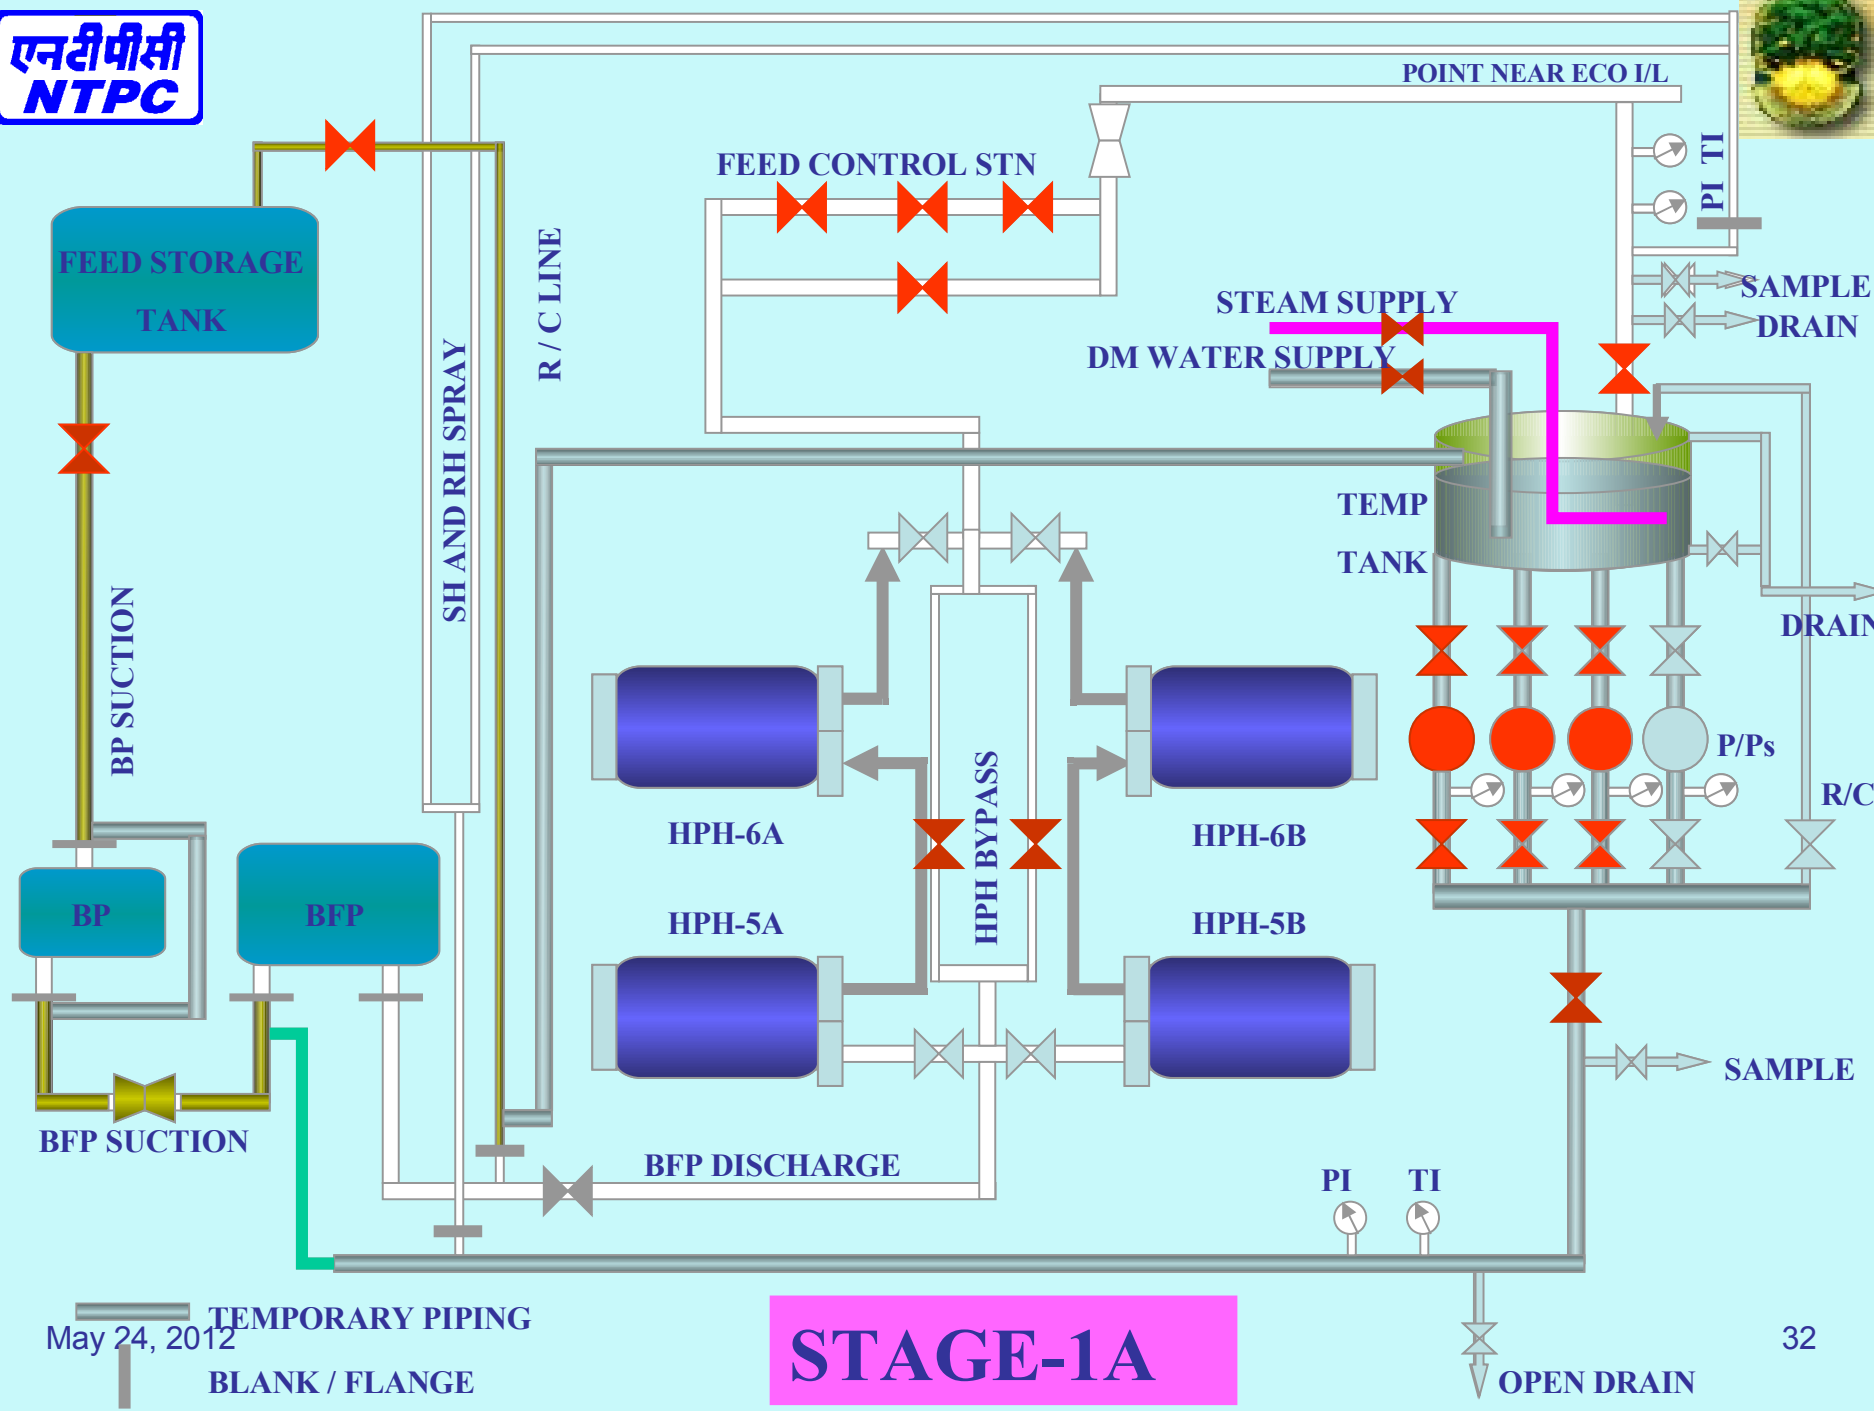 एनटीपीसी
NTPC
POINT NEAR ECO I/L
FEED CONTROL STN
PI TI
FEED STORAGE
TANK
R / C LINE
SH AND RH SPRAY
STEAM SUPPLY
DM WATER SUPPLY
SAMPLE
DRAIN
TEMP
TANK
DRAIN
BP SUCTION
P/Ps
R/C
HPH-6A
HPH BYPASS
HPH-6B
BP
BFP
HPH-5A
HPH-5B
SAMPLE
BFP SUCTION
BFP DISCHARGE
PI
TI
TEMPORARY PIPING
May 24, 2012
BLANK / FLANGE
STAGE-1A
32
OPEN DRAIN